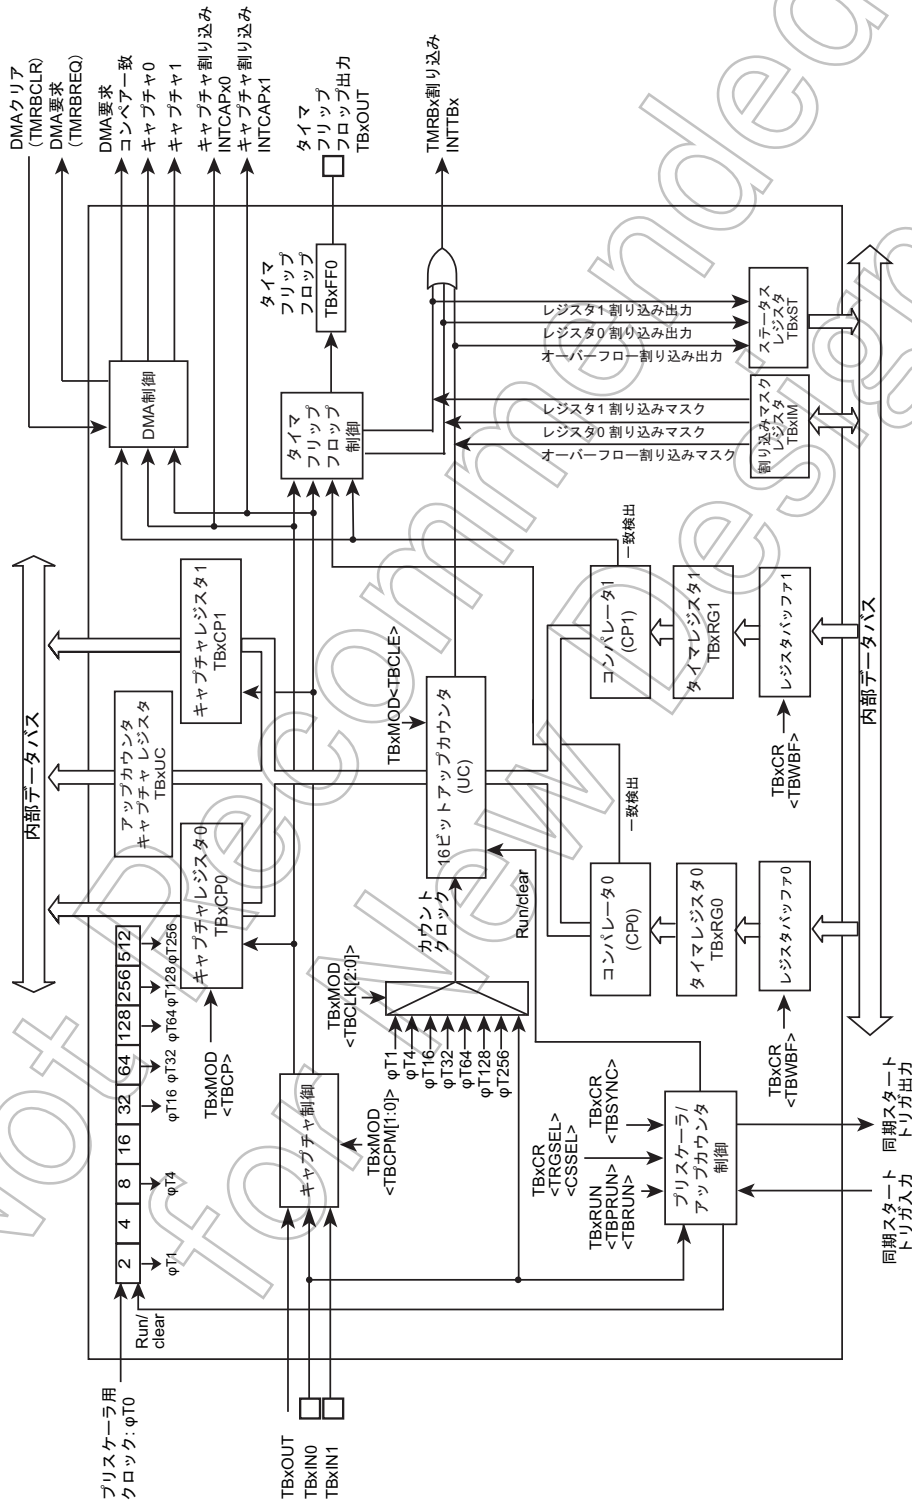 プリスケーラ用
クロック: φT0
Run/
clear
2
4
8
16
32
64
128
256
512
φT1
φT4
φT16
φT32
φT64
φT128
φT256
内部データバス
TBxMOD
<TBCP>
キャプチャレジスタ0
TBxCP0
アップカウンタ
キャプチャ レジスタ
TBxUC
キャプチャレジスタ1
TBxCP1
DMA制御
DMAクリア
(TMRBCLR)
DMA要求
(TMRBREQ)
DMA要求
コンペア一致
キャプチャ0
キャプチャ1
キャプチャ割り込み
INTCAPx0
キャプチャ割り込み
INTCAPx1
TBxOUT
TBxIN0
TBxIN1
キャプチャ制御
TBxMOD
<TBCPM[1:0]>
TBxMOD
<TBCLK[2:0]>
φT1
φT4
φT16
φT32
φT64
φT128
φT256
カウント
クロック
16ビットアップカウンタ
(UC)
TBxMOD<TBCLE>
Run/clear
タイマ
フリップ
フロップ
制御
タイマ
フリップ
フロップ
TBxFF0
タイマ
フリップ
フロップ出力
TBxOUT
TMRBx割り込み
INTTBx
レジスタ1 割り込み出力
レジスタ0 割り込み出力
オーバーフロー割り込み出力
レジスタ1 割り込みマスク
レジスタ0 割り込みマスク
オーバーフロー割り込みマスク
ステータス
レジスタ
TBxST
割り込みマスク
レジスタ
TBxIM
TBxRUN
<TBPRUN>
<TBRUN>
TBxCR
<TRGSEL>
<CSSEL>
TBxCR
<TBSYNC>
プリスケーラ/
アップカウンタ
制御
同期スタート
トリガ入力
同期スタート
トリガ出力
コンパレータ0
(CP0)
一致検出
タイマレジスタ0
TBxRG0
レジスタバッファ0
TBxCR
<TBWBF>
コンパレータ1
(CP1)
一致検出
タイマレジスタ1
TBxRG1
レジスタバッファ1
TBxCR
<TBWBF>
内部データバス
Not Recommended
for New Design